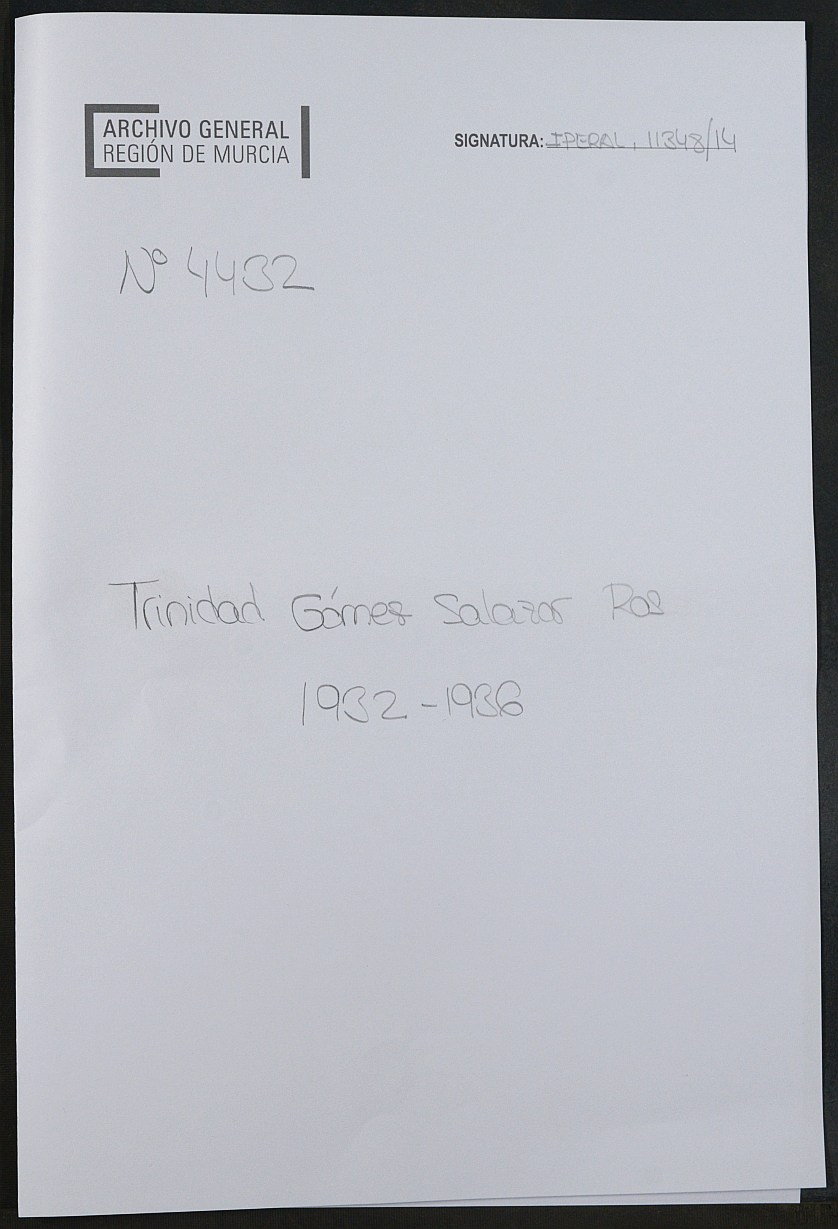 ARCHIVO GENERAL
REGIÓN DE MURCIA
SIGNATURA: IPERAL, 11348/14
Nº 4432
Trinidad Gómez Salazar Ros
1932-1936